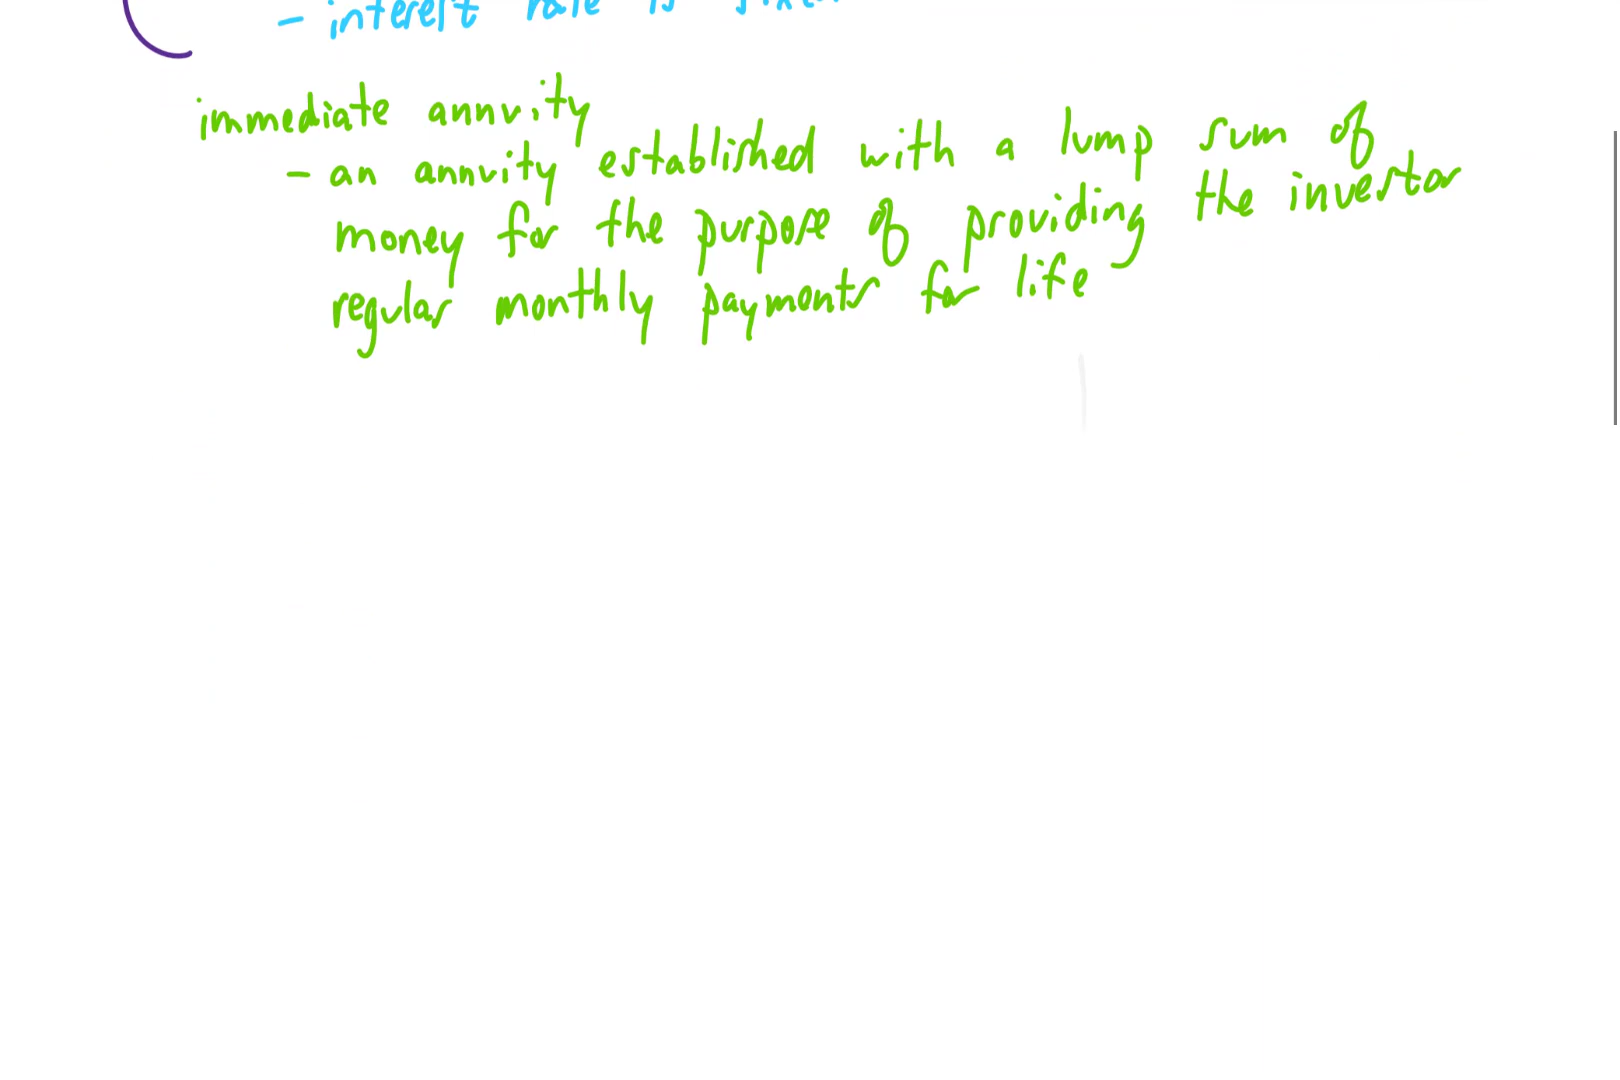 - interest rate is fixed
immediate annuity
- an annuity established with a lump sum of
money for the purpose of providing the investor
regular monthly payments for life